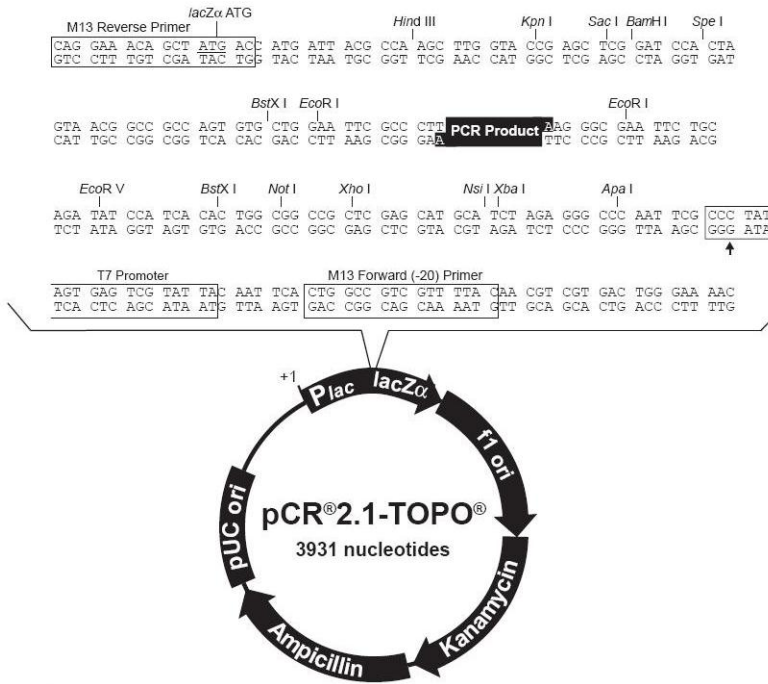 lacZα ATG
M13 Reverse Primer Hind III Kpn I Sac I BamH I Spe I
CAG GAA ACA GCT ATG ACC ATG ATT ACG CCA AGC TTG GTA CCG AGC TCG GAT CCA CTA
GTC CTT TGT CGA TAC TGG TAC TAA TGC GGT TCG AAC CAT GGC TCG AGC CTA GGT GAT
BstX I EcoR I EcoR I
GTA ACG GCC GCC AGT GTG CTG GAA TTC GCC CTT PCR Product AAG GGC GAA TTC TGC
CAT TGC CGG CGG TCA CAC GAC CTT AAG CGG GAA TTC CCG CTT AAG ACG
EcoR V BstX I Not I Xho I Nsi I Xba I Apa I
AGA TAT CCA TCA CAC TGG CGG CCG CTC GAG CAT GCA TCT AGA GGG CCC AAT TCG CCC TAT
TCT ATA GGT AGT GTG ACC GCC GGC GAG CTC GTA CGT AGA TCT CCC GGG TTA AGC GGG ATA
T7 Promoter M13 Forward (-20) Primer
AGT GAG TCG TAT TAC AAT TCA CTG GCC GTC GTT TTA CAA CGT CGT GAC TGG GAA AAC
TCA CTC AGC ATA ATG TTA AGT GAC CGG CAG CAA AAT GTT GCA GCA CTG ACC CTT TTG
+1
Plac lacZα
f1 ori
pUC ori
pCR®2.1-TOPO®
3931 nucleotides
Kanamycin
Ampicillin